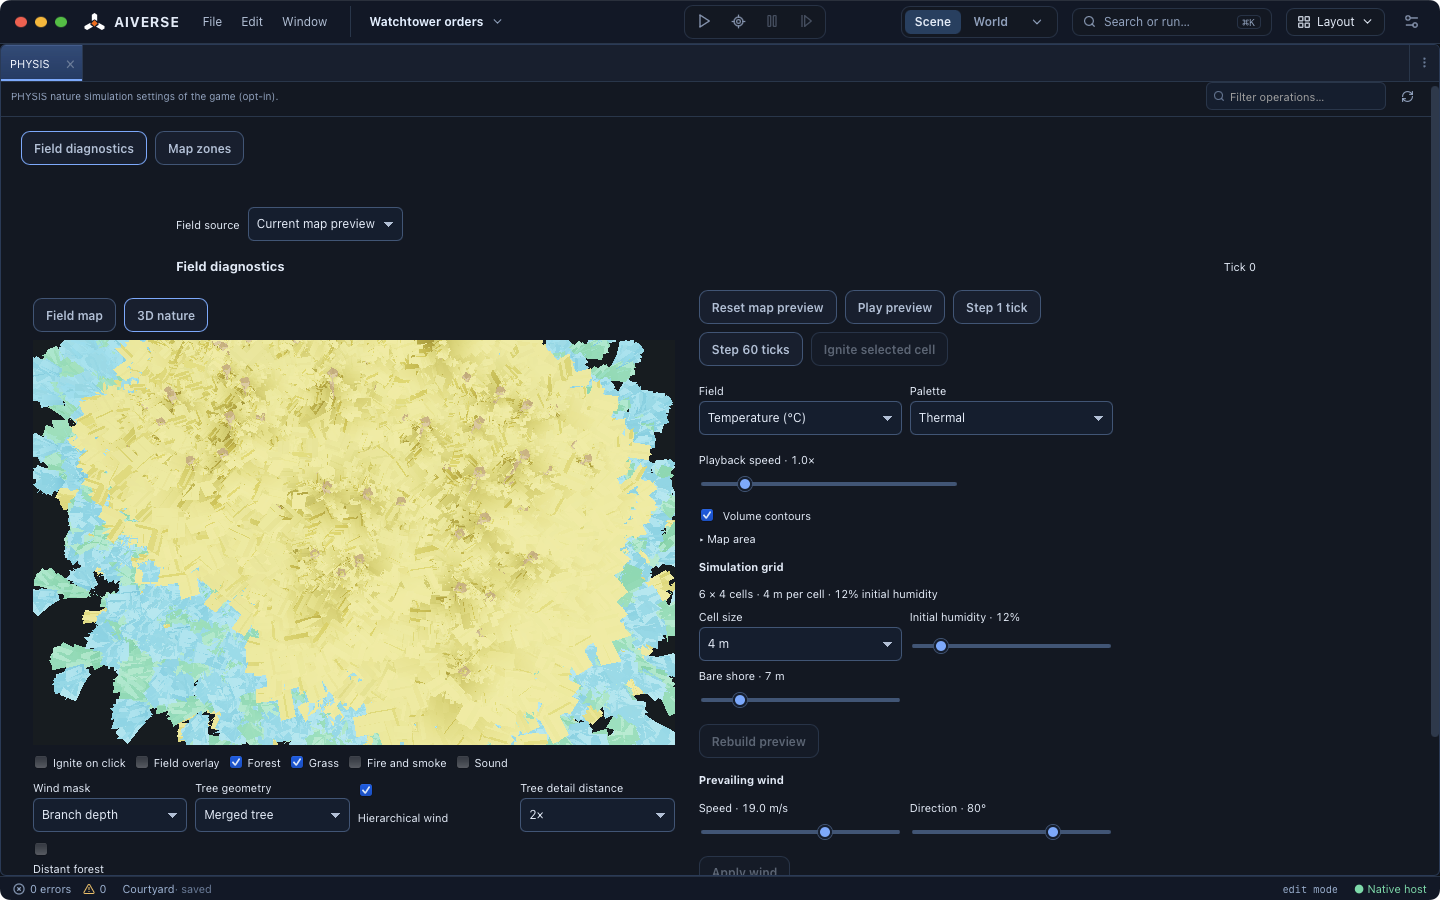 AIVERSE File Edit Window Watchtower orders Scene World Search or run... ⌘K Layout
PHYSIS
PHYSIS nature simulation settings of the game (opt-in). Filter operations...
Field diagnostics Map zones
Field source Current map preview
Field diagnostics Tick 0
Field map 3D nature
Reset map preview Play preview Step 1 tick
Step 60 ticks Ignite selected cell
Field Palette
Temperature (°C) Thermal
Playback speed · 1.0×
Volume contours
Map area
Simulation grid
6 × 4 cells · 4 m per cell · 12% initial humidity
Cell size Initial humidity · 12%
4 m
Bare shore · 7 m
Rebuild preview
Prevailing wind
Speed · 19.0 m/s Direction · 80°
Apply wind
Ignite on click Field overlay Forest Grass Fire and smoke Sound
Wind mask Tree geometry Tree detail distance
Branch depth Merged tree Hierarchical wind 2×
Distant forest
0 errors 0 Courtyard · saved edit mode Native host